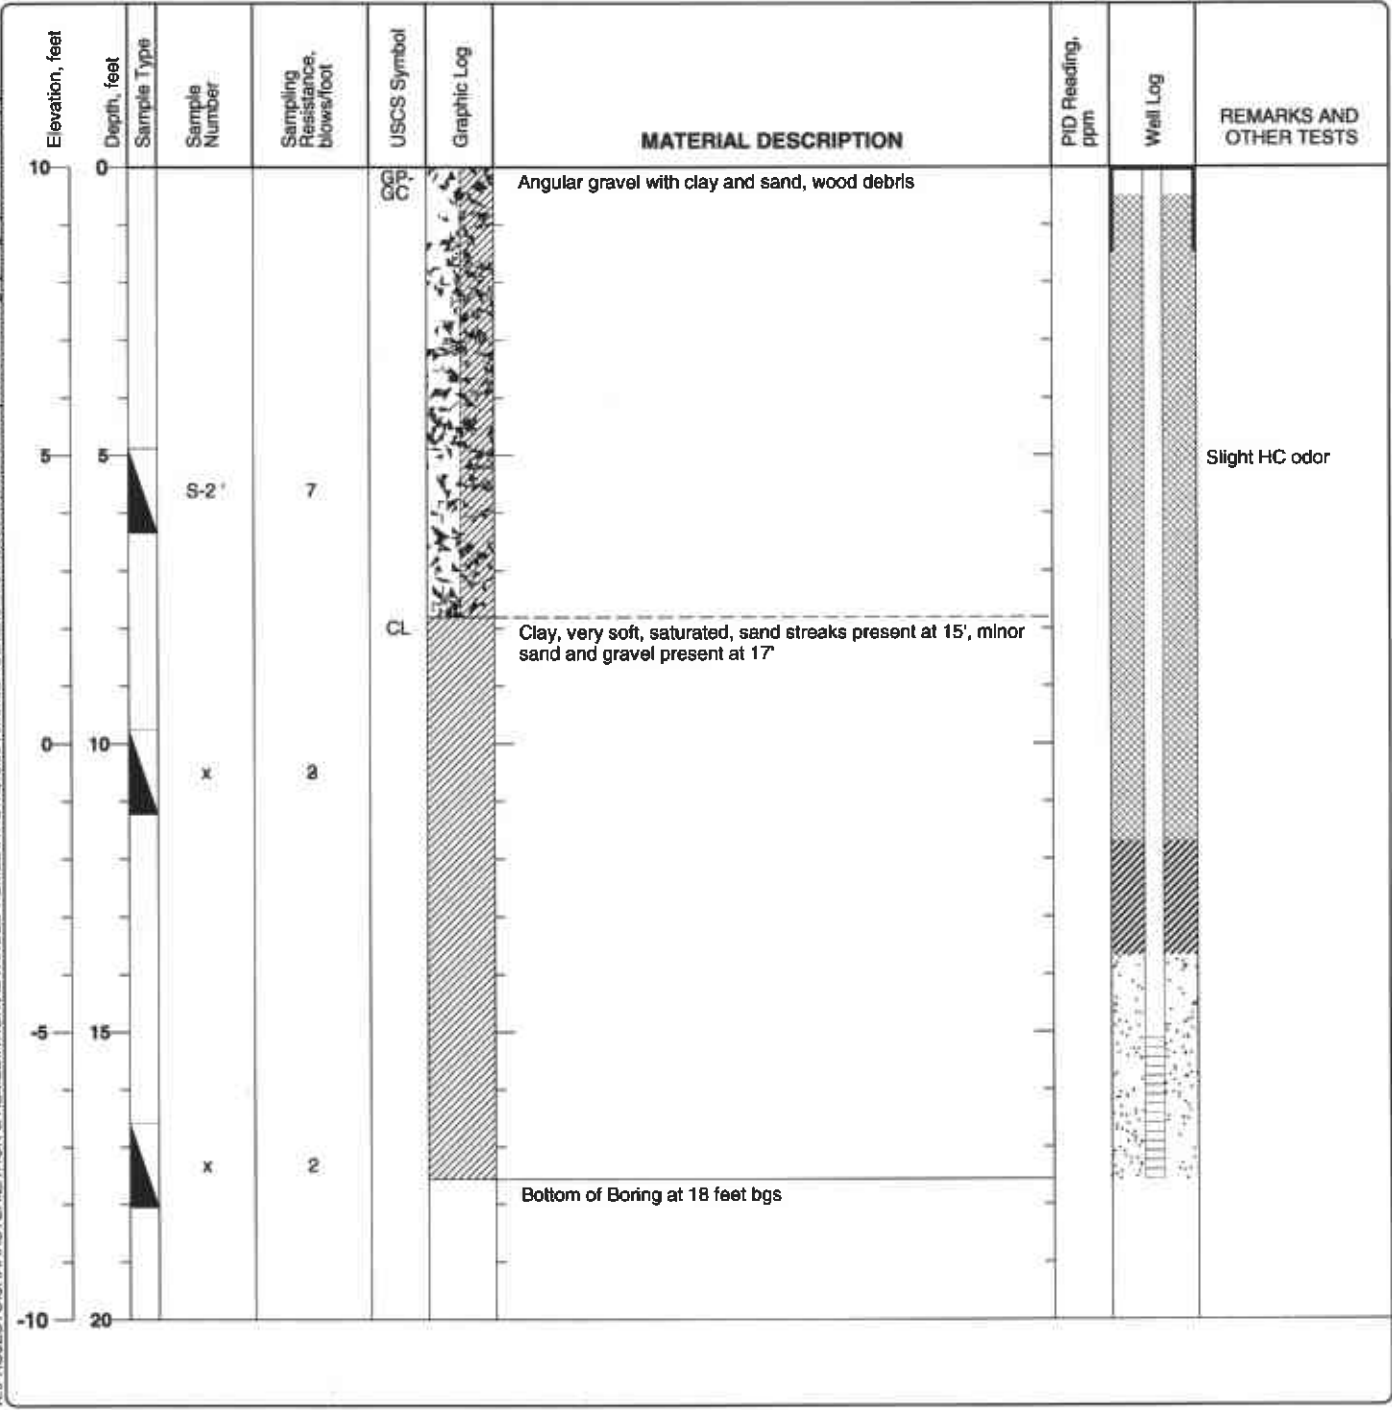 Elevation, feet
Depth, feet
Sample Type
Sample
Number
Sampling
Resistance,
blows/foot
USCS Symbol
Graphic Log
MATERIAL DESCRIPTION
PID Reading,
ppm
Well Log
REMARKS AND
OTHER TESTS
10
0
GP-
GC
Angular gravel with clay and sand, wood debris
5
5
Slight HC odor
S-2
7
CL
Clay, very soft, saturated, sand streaks present at 15', minor
sand and gravel present at 17'
0
10
x
-5
15
x
2
Bottom of Boring at 18 feet bgs
-10
20